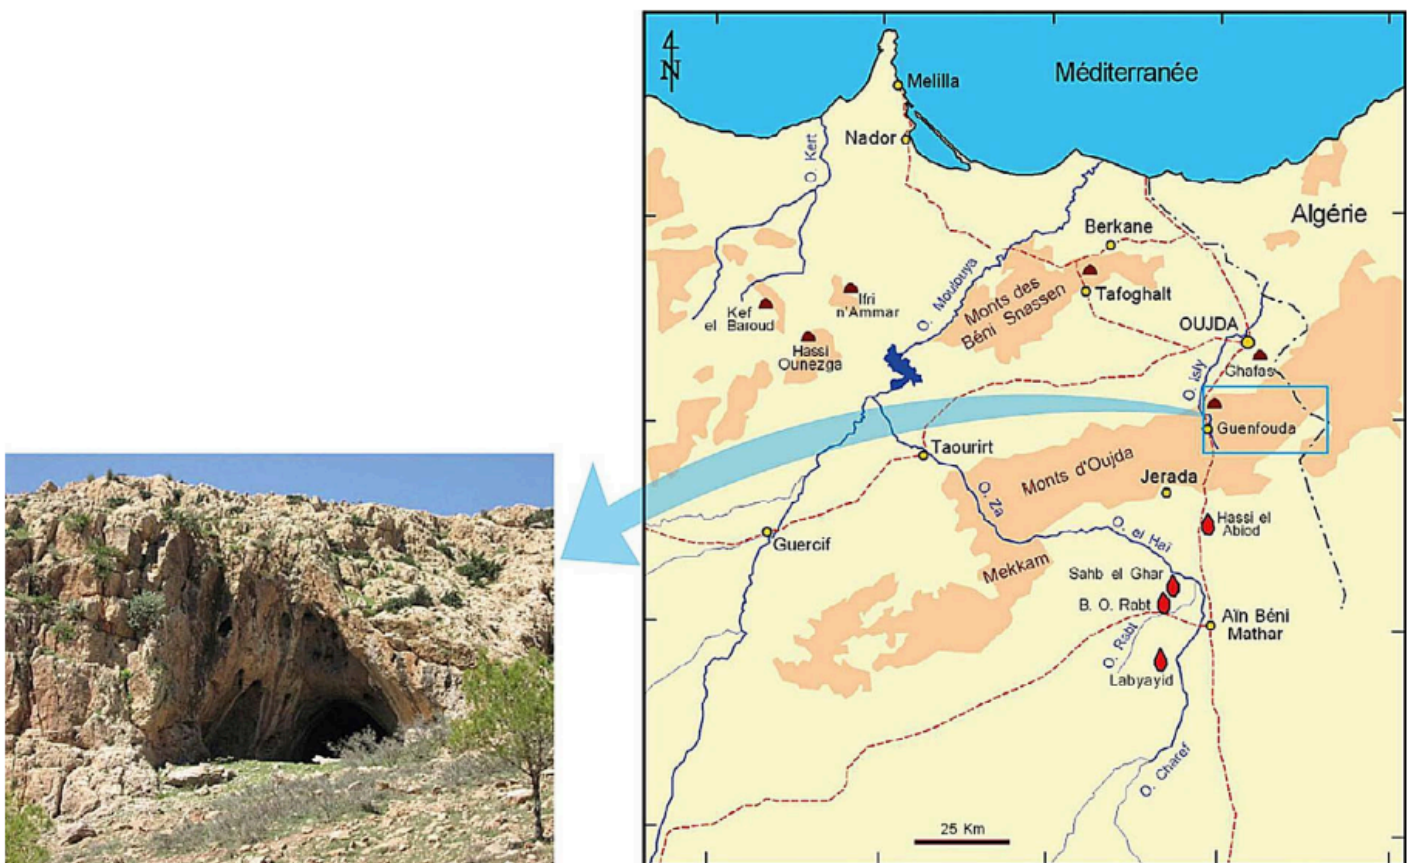 4
N
Méditerranée
Melilla
Nador
O. Kert
Algérie
Berkane
O. Moulouya
Monts des
Béni Snassen
Tafoghalt
Ifri
n'Ammar
Kef
el Baroud
Hassi
Ounezga
OUJDA
Ghafas
O. isly
Guenfouda
Taourirt
Monts d'Oujda
Jerada
O. Za
Hassi el
Abiod
Guercif
O. el Haï
Mekkam
Sahb el Ghar
B. O. Rabt
Aïn Béni
Mathar
O. Rabt
Labyayid
O. Charef
25 Km